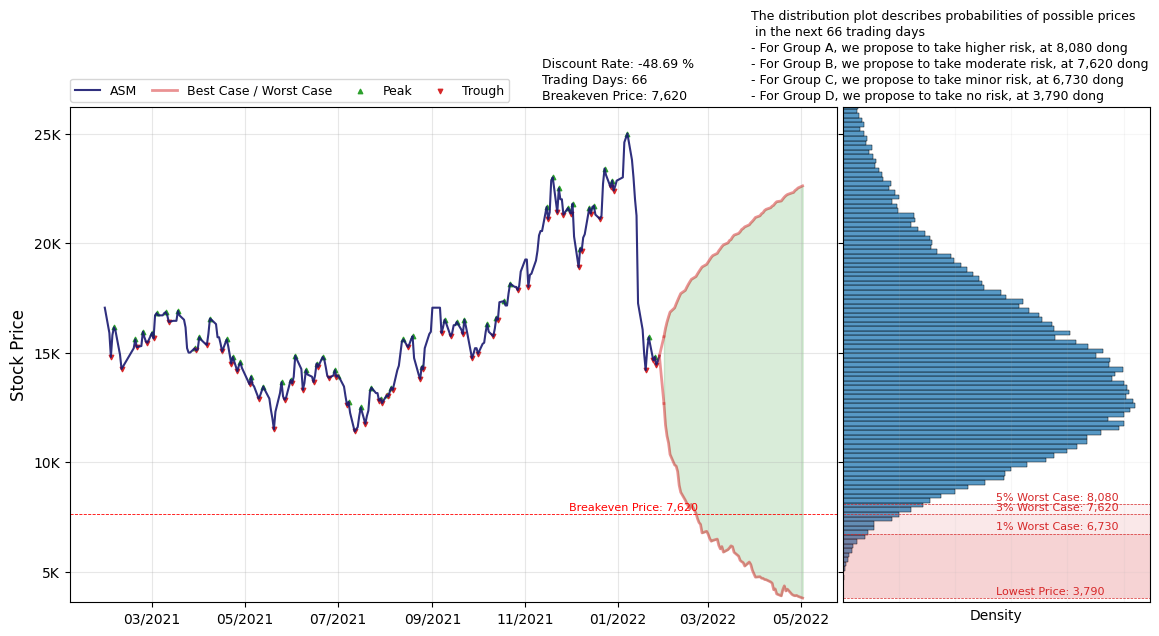 The distribution plot describes probabilities of possible prices
in the next 66 trading days
- For Group A, we propose to take higher risk, at 8,080 dong
- For Group B, we propose to take moderate risk, at 7,620 dong
- For Group C, we propose to take minor risk, at 6,730 dong
- For Group D, we propose to take no risk, at 3,790 dong
Discount Rate: -48.69 %
Trading Days: 66
Breakeven Price: 7,620
ASM
Best Case / Worst Case
Peak
Trough
Stock Price
25K
20K
15K
10K
5K
Breakeven Price: 7,620
03/2021
05/2021
07/2021
09/2021
11/2021
01/2022
03/2022
05/2022
5% Worst Case: 8,080
3% Worst Case: 7,620
1% Worst Case: 6,730
Lowest Price: 3,790
Density